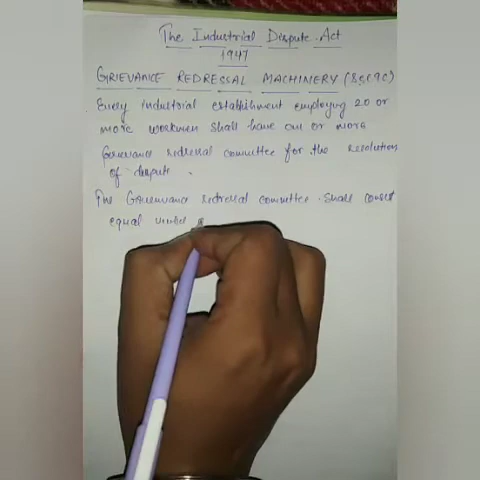 The Industrial Dispute Act
1947
GRIEVANCE REDRESSAL MACHINERY (Sec 9C)
Every industrial establishment employing 20 or
more workmen shall have one or more
Grievance redressal committee for the resolution
of dispute.
The Grievance redressal committee shall consist
equal number